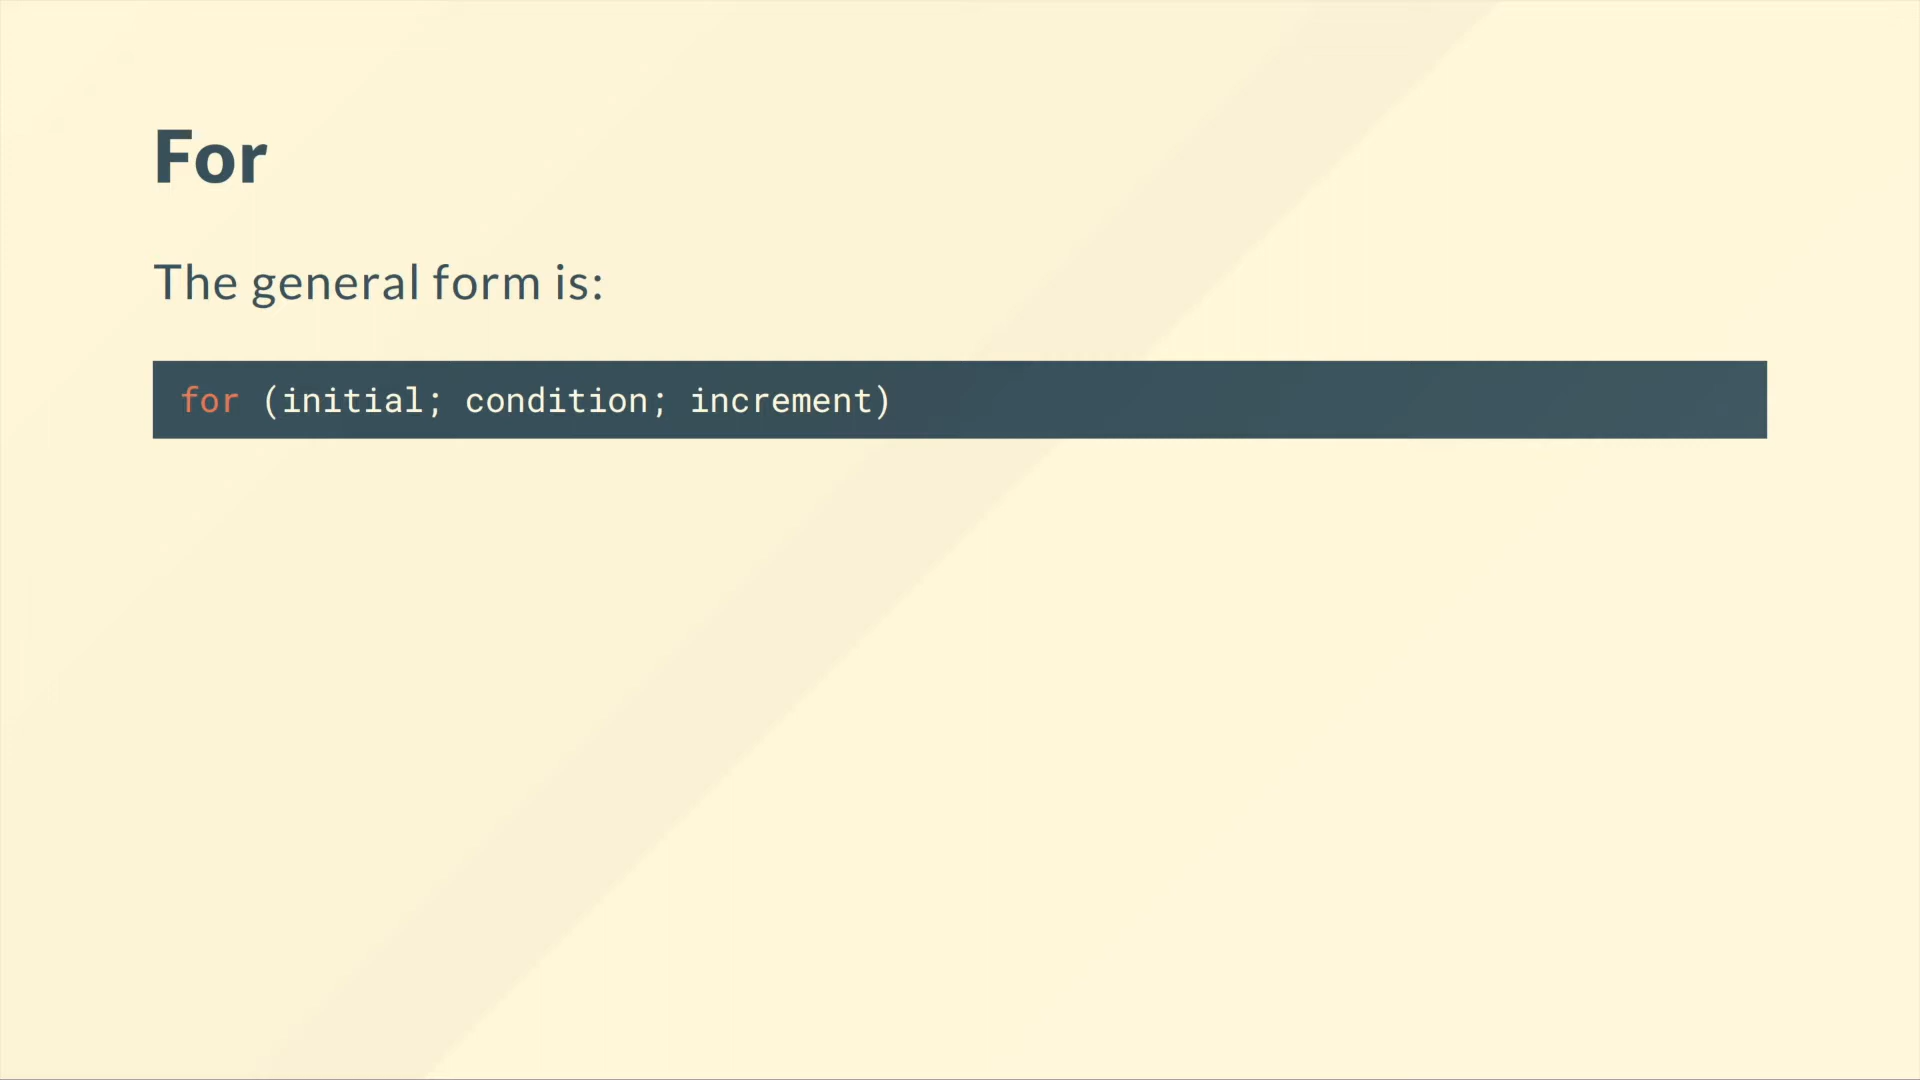 For
The general form is:
for (initial; condition; increment)